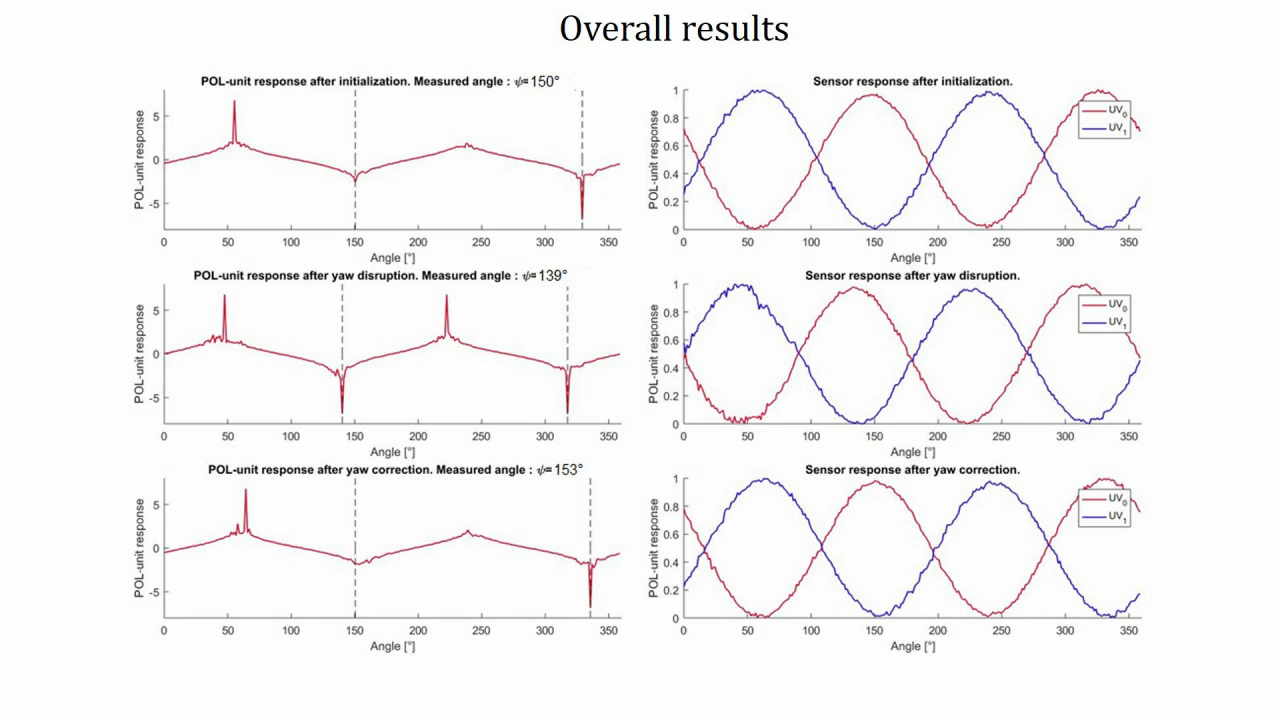 Overall results
POL-unit response after initialization. Measured angle : ψ=150°
POL-unit response
5
0
-5
0 50 100 150 200 250 300 350
Angle [°]
Sensor response after initialization.
Sensor response
1
0.8
0.6
0.4
0.2
0
UV0
UV1
0 50 100 150 200 250 300 350
Angle [°]
POL-unit response after yaw disruption. Measured angle : ψ=139°
POL-unit response
5
0
-5
0 50 100 150 200 250 300 350
Angle [°]
Sensor response after yaw disruption.
POL-unit response
1
0.8
0.6
0.4
0.2
0
UV0
UV1
0 50 100 150 200 250 300 350
Angle [°]
POL-unit response after yaw correction. Measured angle : ψ=153°
POL-unit response
5
0
-5
0 50 100 150 200 250 300 350
Angle [°]
Sensor response after yaw correction.
POL-unit response
1
0.8
0.6
0.4
0.2
0
UV0
UV1
0 50 100 150 200 250 300 350
Angle [°]